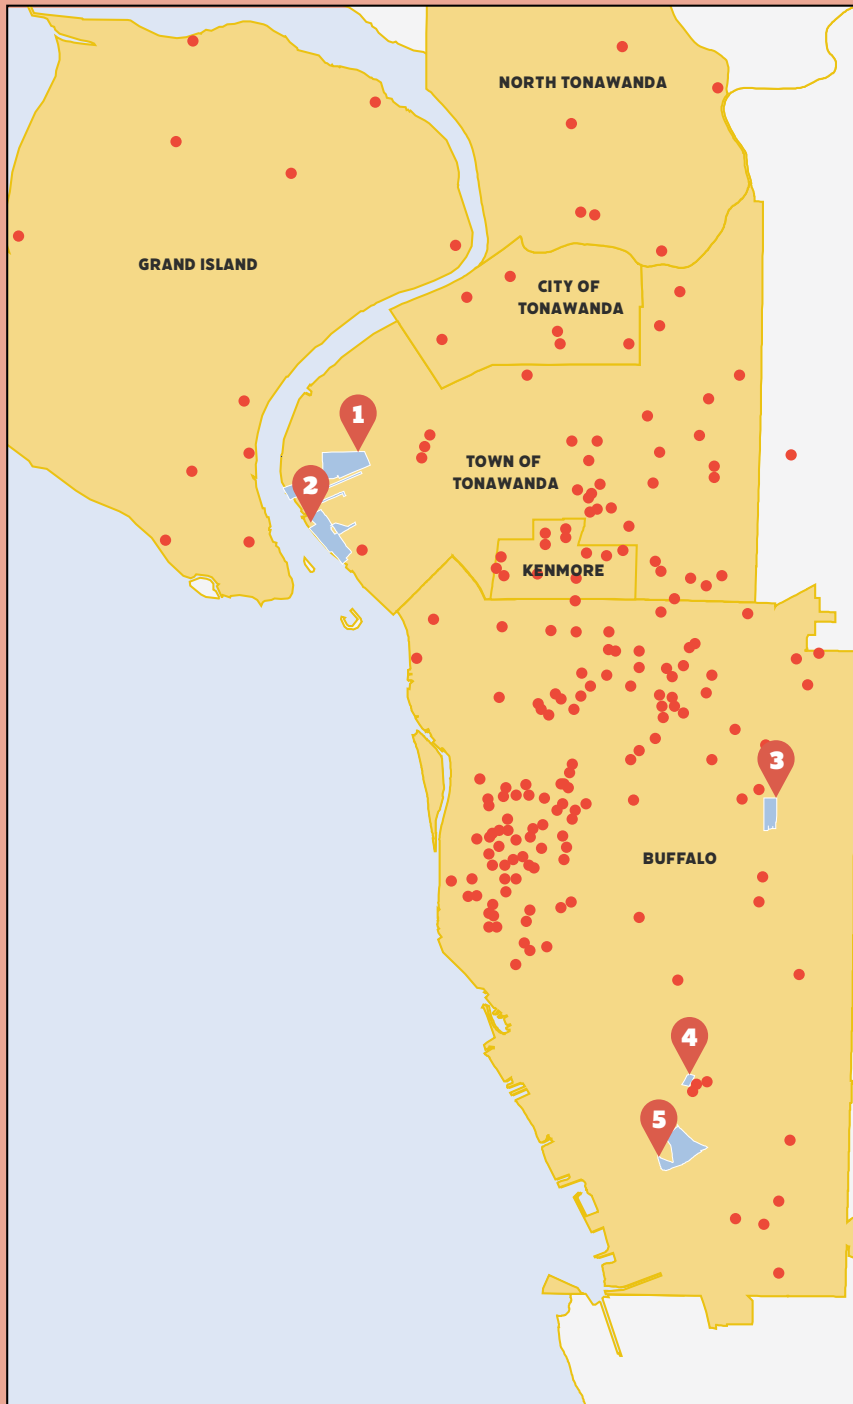 NORTH TONAWANDA
GRAND ISLAND
CITY OF
TONAWANDA
1
TOWN OF
TONAWANDA
2
KENMORE
3
BUFFALO
4
5